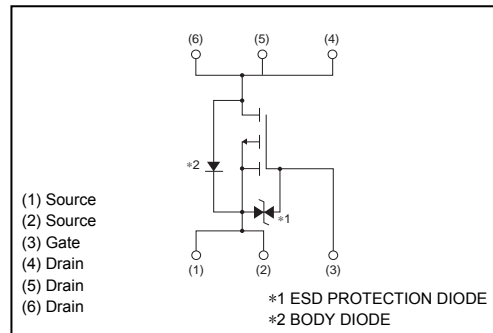 (6) (5) (4)
∗2
∗1
(1) Source
(2) Source
(3) Gate
(4) Drain
(5) Drain
(6) Drain
(1) (2) (3)
∗1 ESD PROTECTION DIODE
∗2 BODY DIODE